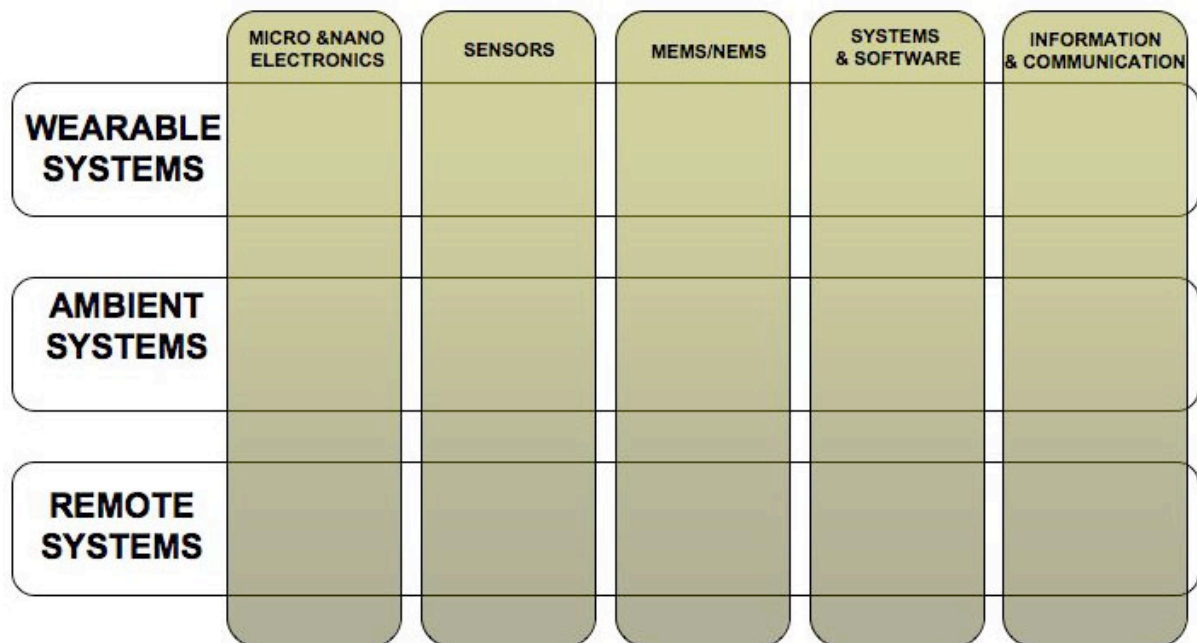 MICRO &NANO
ELECTRONICS
SENSORS
MEMS/NEMS
SYSTEMS
& SOFTWARE
INFORMATION
& COMMUNICATION
WEARABLE
SYSTEMS
AMBIENT
SYSTEMS
REMOTE
SYSTEMS